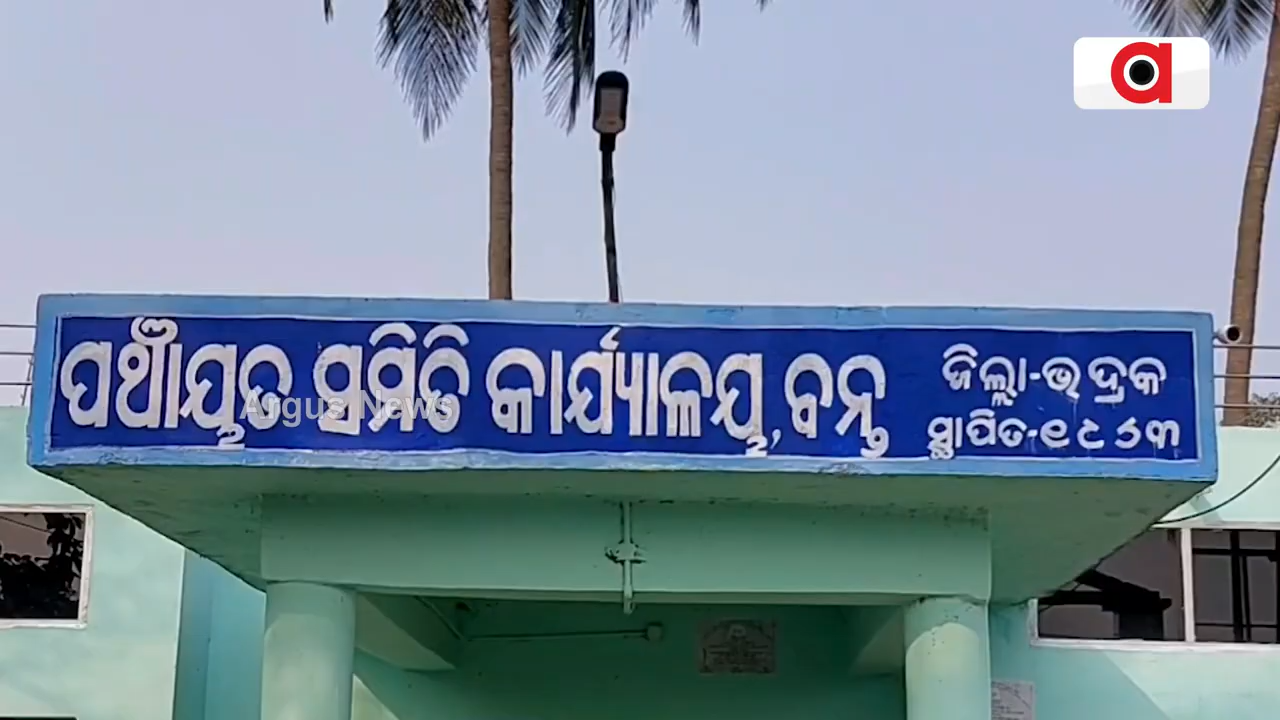 ପଞ୍ଚାୟତ ସମିତି କାର୍ଯ୍ୟାଳୟ, ବନ୍ତ
ଜିଲ୍ଲା-ଭଦ୍ରକ
ସ୍ଥାପିତ-୧୯୬୩
Argus News